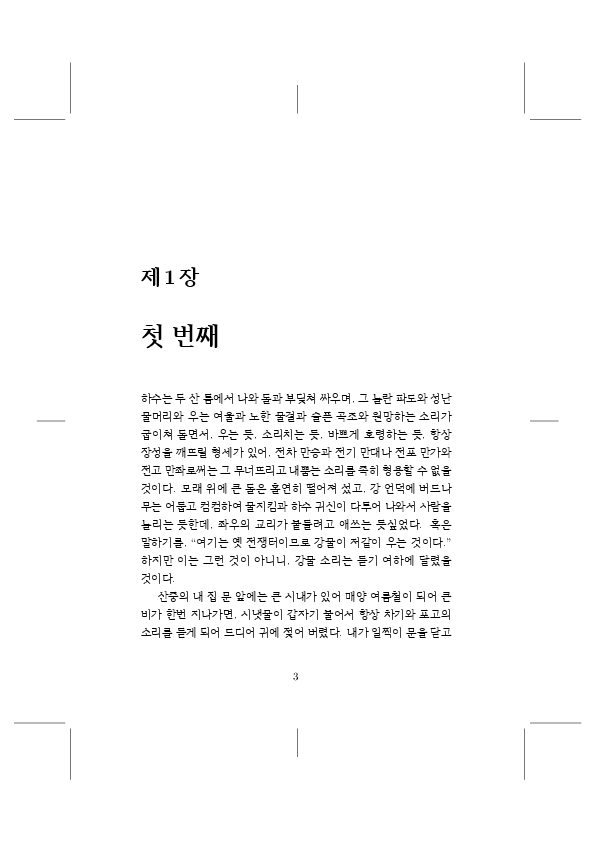 제 1 장
첫 번째
하수는 두 산 틈에서 나와 돌과 부딪쳐 싸우며, 그 놀란 파도와 성난
물머리와 우는 여울과 노한 물결과 슬픈 곡조와 원망하는 소리가
굽이쳐 돌면서, 우는 듯, 소리치는 듯, 바쁘게 호령하는 듯, 항상
장성을 깨뜨릴 형세가 있어, 전차 만승과 전기 만대나 전포 만가와
전고 만좌로써는 그 무너뜨리고 내뿜는 소리를 족히 형용할 수 없을
것이다. 모래 위에 큰 돌은 홀연히 떨어져 섰고, 강 언덕에 버드나
무는 어둡고 컴컴하여 물지킴과 하수 귀신이 다투어 나와서 사람을
놀리는 듯한데, 좌우의 교리가 붙들려고 애쓰는 듯싶었다. 혹은
말하기를, “여기는 옛 전쟁터이므로 강물이 저같이 우는 것이다.”
하지만 이는 그런 것이 아니니, 강물 소리는 듣기 여하에 달렸을
것이다.
산중의 내 집 문 앞에는 큰 시내가 있어 매양 여름철이 되어 큰
비가 한번 지나가면, 시냇물이 갑자기 불어서 항상 차기와 포고의
소리를 듣게 되어 드디어 귀에 젖어 버렸다. 내가 일찍이 문을 닫고
3